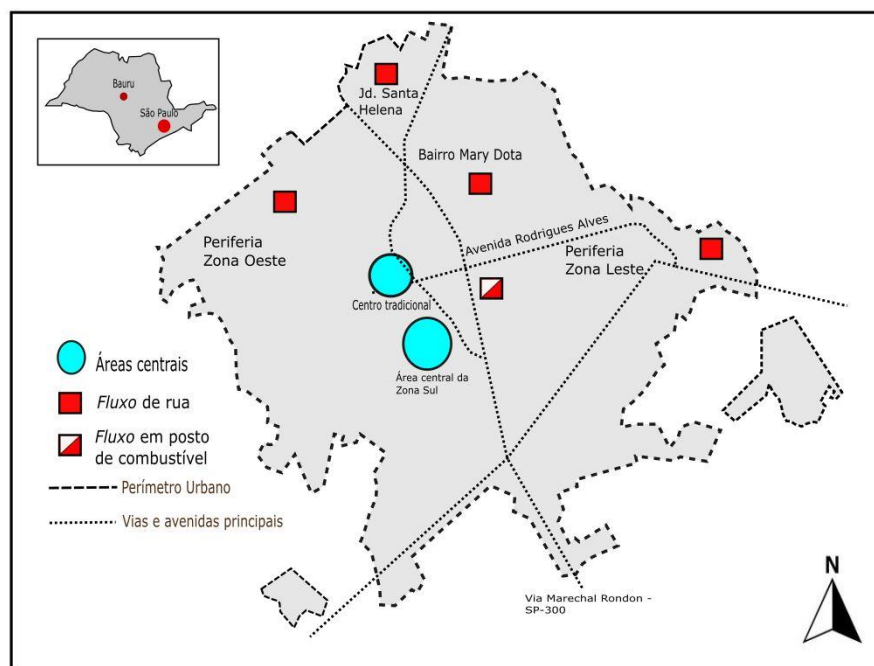 Bauru
São Paulo
Jd. Santa
Helena
Bairro Mary Dota
Avenida Rodrigues Alves
Periferia
Zona Oeste
Periferia
Zona Leste
Centro tradicional
Área central da
Zona Sul
Áreas centrais
Fluxo de rua
Fluxo em posto
de combustível
Perímetro Urbano
Vias e avenidas principais
Via Marechal Rondon -
SP-300
N